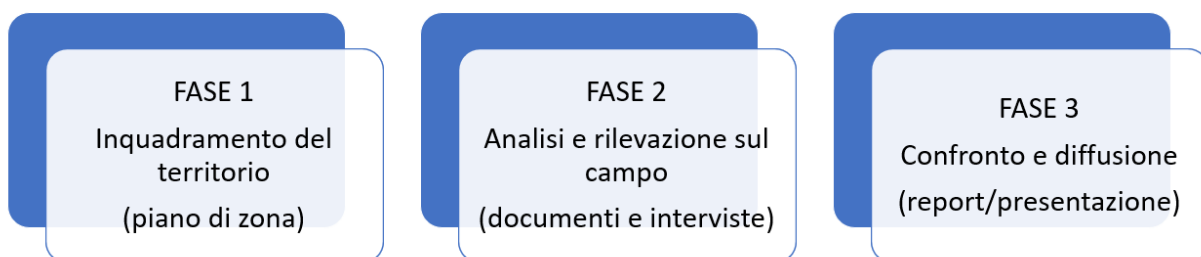 FASE 1
Inquadramento del
territorio
(piano di zona)
FASE 2
Analisi e rilevazione sul
campo
(documenti e interviste)
FASE 3
Confronto e diffusione
(report/presentazione)